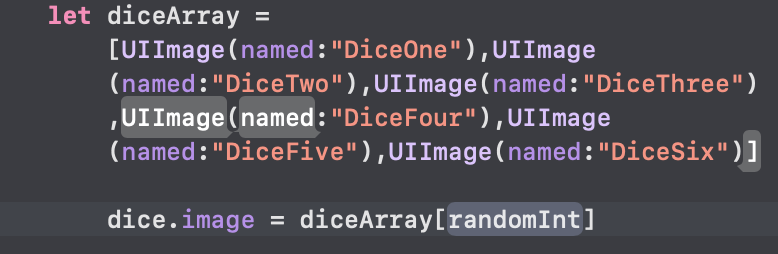 let diceArray =
[UIImage(named:"DiceOne"),UIImage
(named:"DiceTwo"),UIImage(named:"DiceThree")
,UIImage(named:"DiceFour"),UIImage
(named:"DiceFive"),UIImage(named:"DiceSix")]
dice.image = diceArray[randomInt]